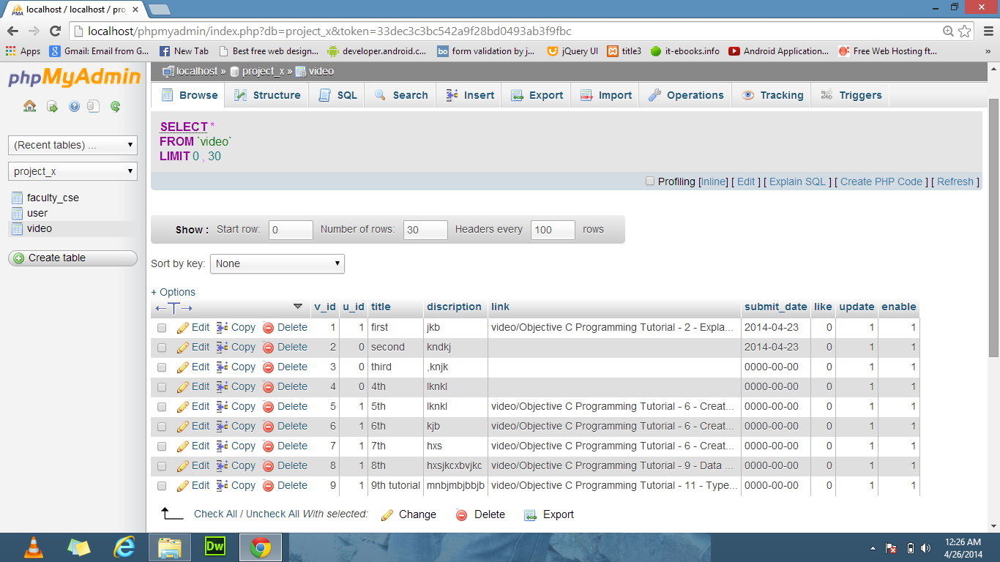 localhost / localhost / proj
localhost/phpmyadmin/index.php?db=project_x&token=33dec3c3bc542a9f28bd0493ab3f9fbc
Apps Gmail: Email from G... New Tab Best free web design... developer.android.c... form validation by j... jQuery UI title3 it-ebooks.info Android Application... Free Web Hosting ft... »
phpMyAdmin
(Recent tables) ...
project_x
faculty_cse
user
video
Create table
localhost » project_x » video
Browse Structure SQL Search Insert Export Import Operations Tracking Triggers
SELECT *
FROM `video`
LIMIT 0 , 30
Profiling [Inline] [ Edit ] [ Explain SQL ] [ Create PHP Code ] [ Refresh ]
Show : Start row: 0 Number of rows: 30 Headers every 100 rows
Sort by key: None
+ Options
←T→ v_id u_id title discription link submit_date like update enable
Edit Copy Delete 1 1 first jkb video/Objective C Programming Tutorial - 2 - Expla... 2014-04-23 0 1 1
Edit Copy Delete 2 0 second kndkj 2014-04-23 0 1 1
Edit Copy Delete 3 0 third ,knjk 0000-00-00 0 1 1
Edit Copy Delete 4 0 4th lknkl 0000-00-00 0 1 1
Edit Copy Delete 5 1 5th lknkl video/Objective C Programming Tutorial - 6 - Creat... 0000-00-00 0 1 1
Edit Copy Delete 6 1 6th kjb video/Objective C Programming Tutorial - 6 - Creat... 0000-00-00 0 1 1
Edit Copy Delete 7 1 7th hxs video/Objective C Programming Tutorial - 6 - Creat... 0000-00-00 0 1 1
Edit Copy Delete 8 1 8th hxsjkcxbvjkc video/Objective C Programming Tutorial - 9 - Data ... 0000-00-00 0 1 1
Edit Copy Delete 9 1 9th tutorial mnbjmbjbbjb video/Objective C Programming Tutorial - 11 - Type... 0000-00-00 0 1 1
Check All / Uncheck All With selected: Change Delete Export
Dw
12:26 AM
4/26/2014